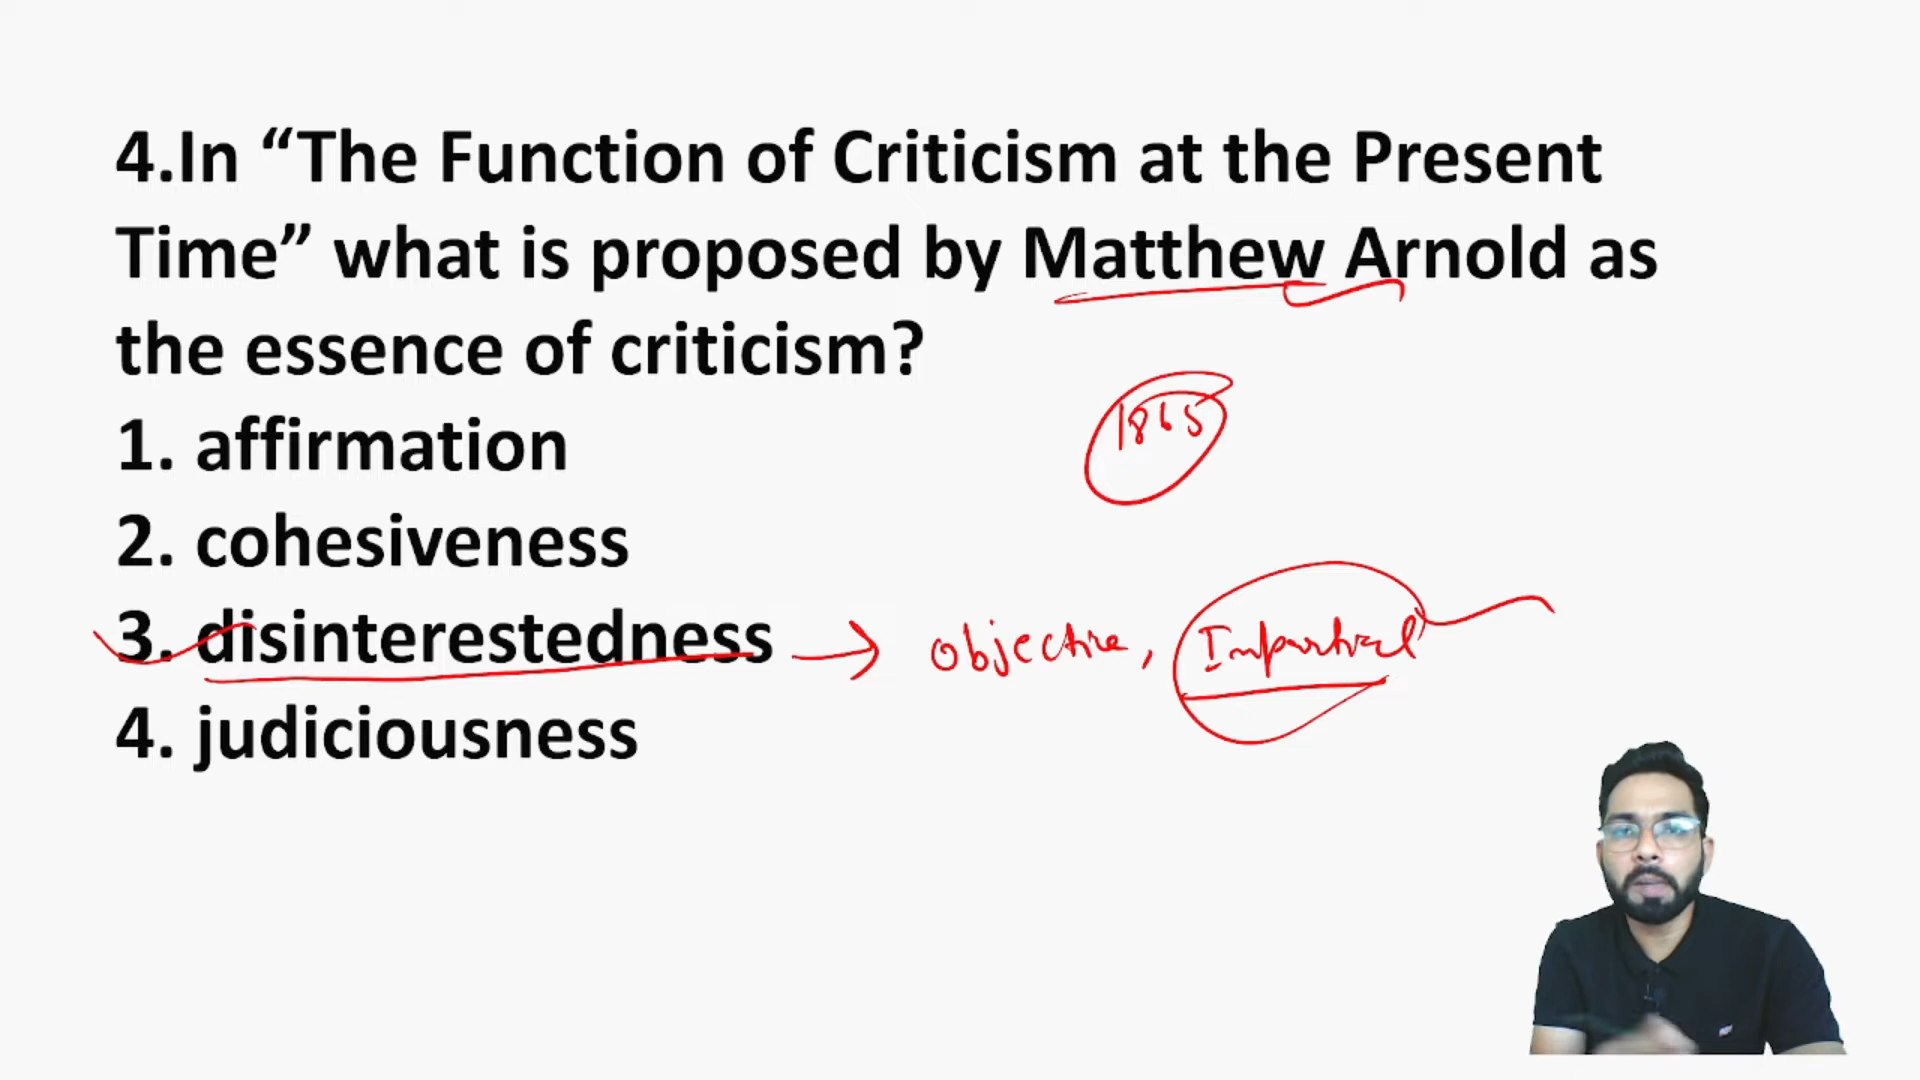 4.In “The Function of Criticism at the Present
Time” what is proposed by Matthew Arnold as
the essence of criticism?
1. affirmation
1865
2. cohesiveness
3. disinterestedness → Objective, Impartial
4. judiciousness